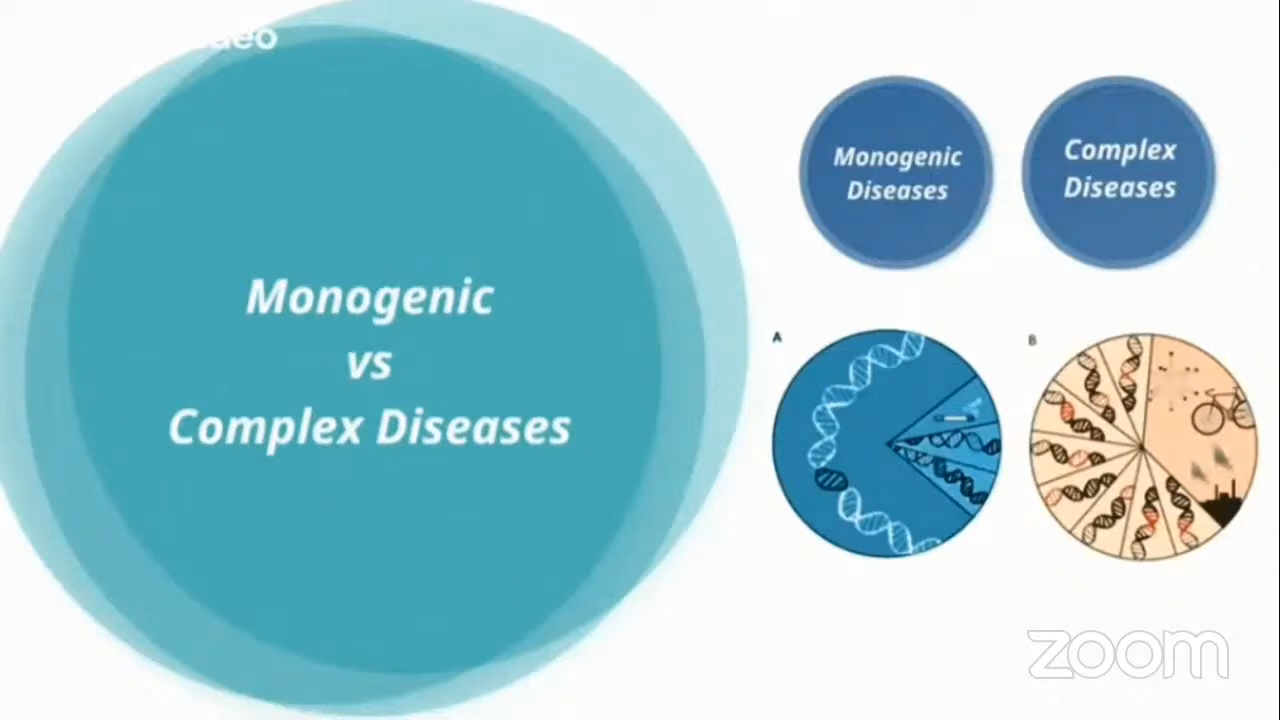 Monogenic
vs
Complex Diseases
Monogenic
Diseases
Complex
Diseases
A
B
zoom